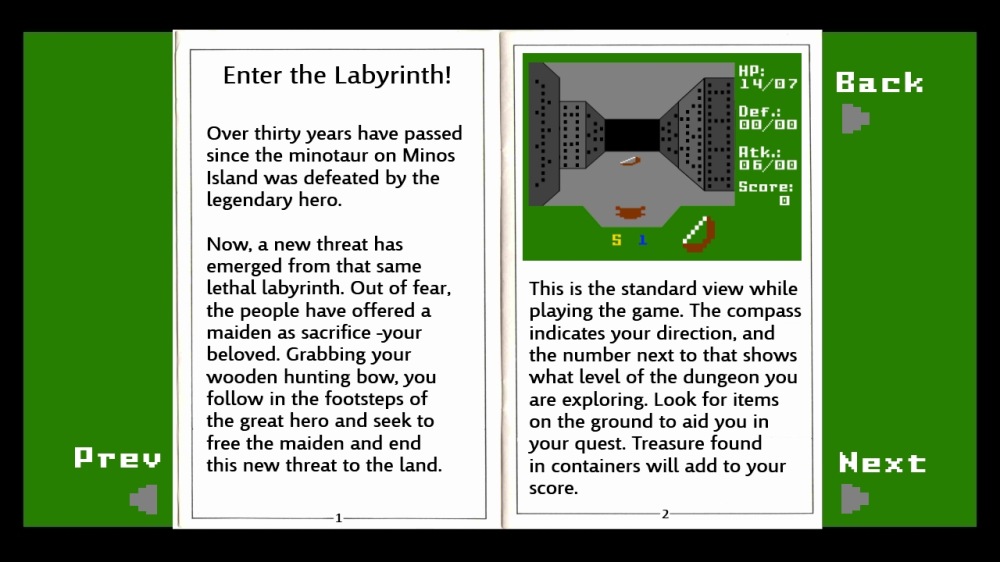 Enter the Labyrinth!
Over thirty years have passed
since the minotaur on Minos
Island was defeated by the
legendary hero.
Now, a new threat has
emerged from that same
lethal labyrinth. Out of fear,
the people have offered a
maiden as sacrifice -your
beloved. Grabbing your
wooden hunting bow, you
follow in the footsteps of
the great hero and seek to
free the maiden and end
this new threat to the land.
1
HP:
14/07
Def.:
00/00
Atk.:
06/00
Score:
0
S 1
This is the standard view while
playing the game. The compass
indicates your direction, and
the number next to that shows
what level of the dungeon you
are exploring. Look for items
on the ground to aid you in
your quest. Treasure found
in containers will add to your
score.
2
Back
Prev
Next